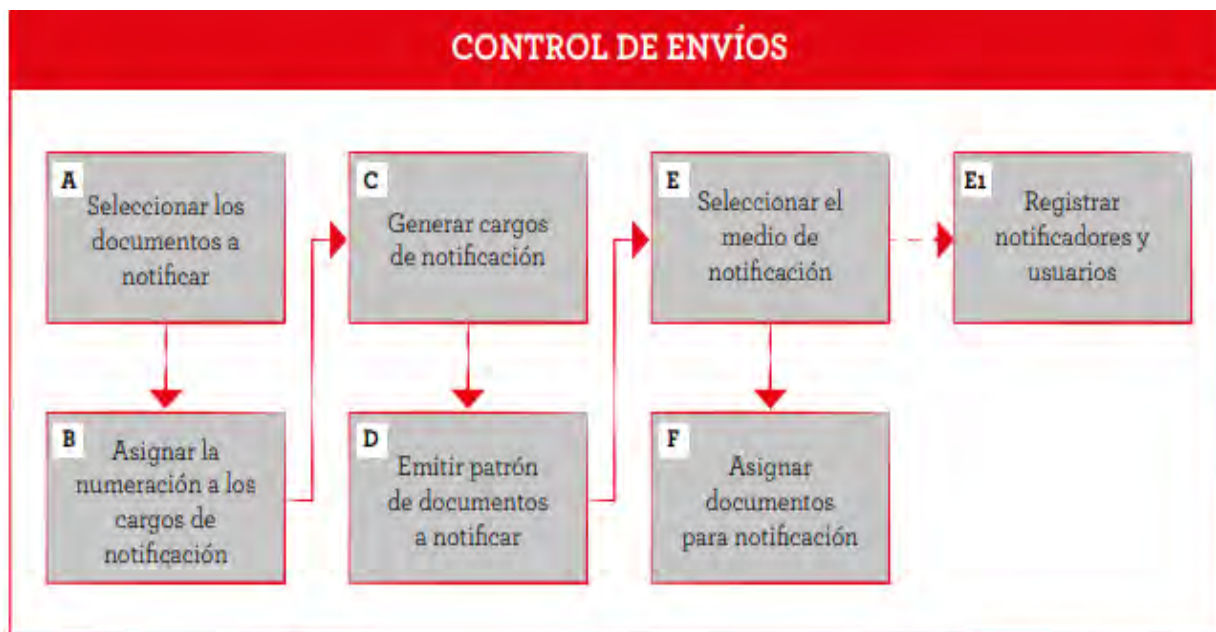 CONTROL DE ENVÍOS
A
Seleccionar los
documentos a
notificar
B
Asignar la
numeración a los
cargos de
notificación
C
Generar cargos
de notificación
D
Emitir patrón
de documentos
a notificar
E
Seleccionar el
medio de
notificación
E1
Registrar
notificadores y
usuarios
F
Asignar
documentos
para notificación